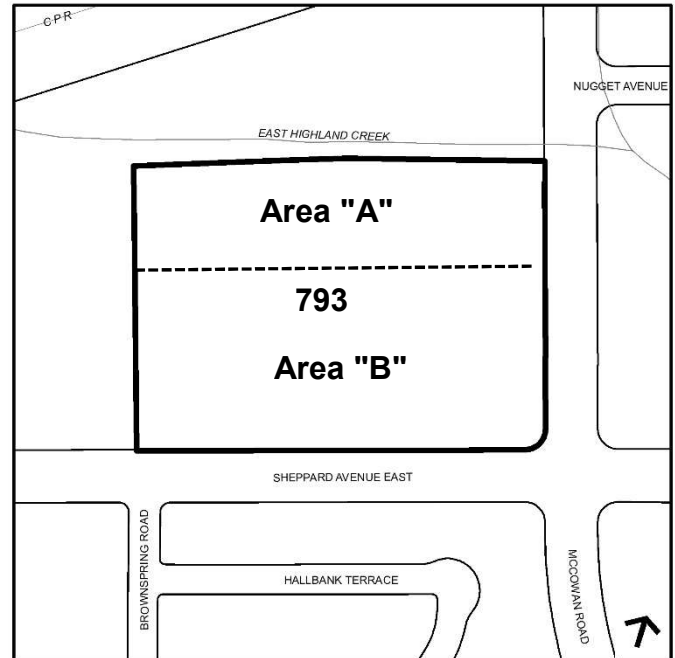 CPR
NUGGET AVENUE
EAST HIGHLAND CREEK
Area "A"
793
Area "B"
SHEPPARD AVENUE EAST
BROWNSPRING ROAD
HALLBANK TERRACE
MCCOWAN ROAD